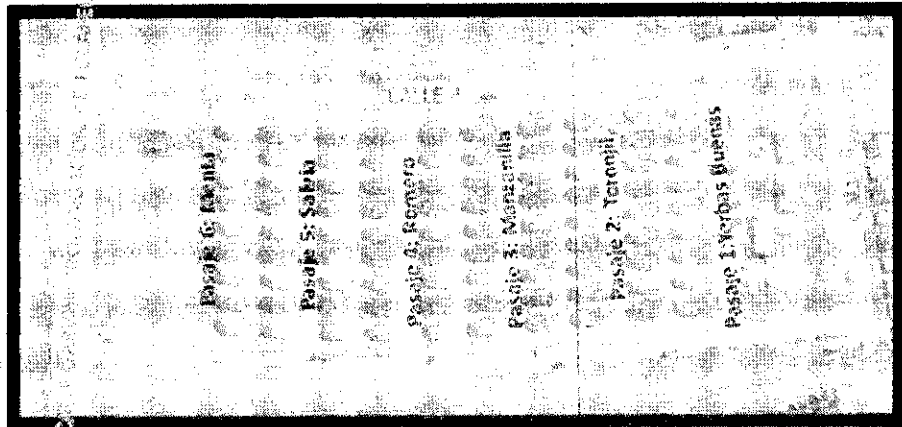 Pasaje 6: Menta
Pasaje 5: Salvia
Pasaje 4: Romero
Pasaje 3: Manzanilla
Pasaje 2: Toronjil
Pasaje 1:Yerbas Buenas